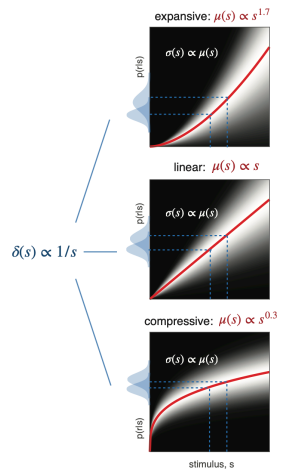 expansive: μ(s) ∝ s^1.7
p(r|s)
σ(s) ∝ μ(s)
linear: μ(s) ∝ s
p(r|s)
σ(s) ∝ μ(s)
δ(s) ∝ 1/s
compressive: μ(s) ∝ s^0.3
p(r|s)
σ(s) ∝ μ(s)
stimulus, s